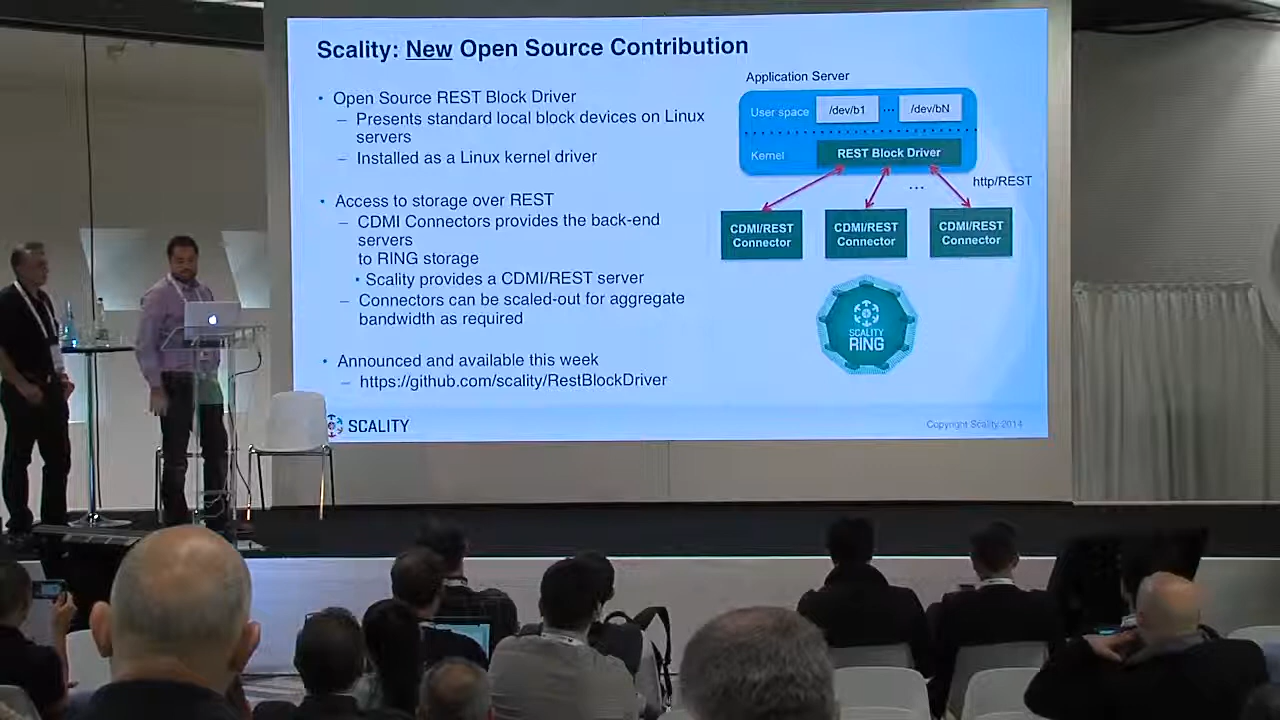 Scality: New Open Source Contribution
• Open Source REST Block Driver
– Presents standard local block devices on Linux
servers
– Installed as a Linux kernel driver
• Access to storage over REST
– CDMI Connectors provides the back-end
servers
to RING storage
• Scality provides a CDMI/REST server
– Connectors can be scaled-out for aggregate
bandwidth as required
• Announced and available this week
– https://github.com/scality/RestBlockDriver
SCALITY
Application Server
User space
/dev/b1
...
/dev/bN
Kernel
REST Block Driver
...
http/REST
CDMI/REST
Connector
CDMI/REST
Connector
CDMI/REST
Connector
SCALITY
RING
Copyright Scality 2014